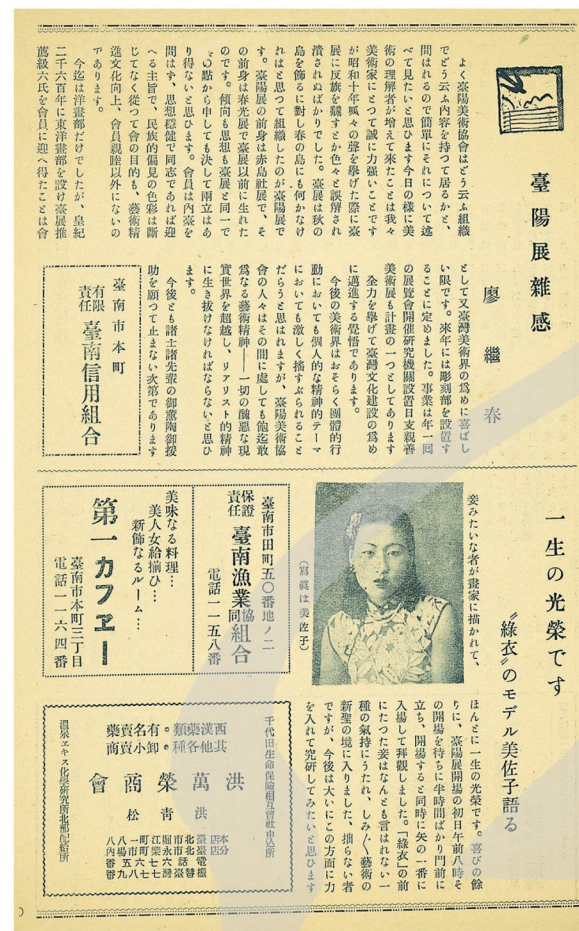 臺陽展雜感
廖繼春
よく臺陽美術協會はどう云ふ組織
でどう云ふ內容を持つて居るかと、
問はれるので簡單にそれについて述
べて見たいと思ひます今日の樣に美
術の理解者が增えて來たことは我々
美術家にとつて誠に力强いことです
が昭和十年呱々の聲を擧げた際に臺
展に反旗を飜すとか色々と誤解され
潰されぬばかりでした。臺展は秋の
島を飾るに對し春の島にも何かなけ
ればと思つて組織したのが臺陽展で
す。臺陽展の前身は赤島社展で、そ
の前身は春光展で臺展以前に生れた
のです。傾向も思想も臺展と同一で
この點から申しても決して兩立はあ
り得ないと思ひます。會員は內臺を
問はず、思想穩健で同志であれば迎
へる主旨で、民族的偏見の色彩は斷
じてなく從つて會の目的も、藝術精
進文化向上、會員親睦以外にないの
であります。
今迄は洋畫部だけでしたが、皇紀
二千六百年に東洋畫部を設け臺展推
薦級六氏を會員に迎へ得たことは會
として又臺灣美術界の爲めに喜ばし
い限です。來年には彫刻部を設置す
ることに定めました。事業は年一回
の展覽會開催研究機關設置日支親善
美術展も計畫の一つとしてあります
全力を擧げて臺灣文化建設の爲め
に邁進する覺悟であります。
今後の美術界はおそらく團體的行
動においても個人的な精神的テーマ
においても激しく搖すぶられること
だらうと思はれますが、臺陽美術協
會の人々はその間に處しても飽迄敢
爲なる藝術精神――一切の醜惡な現
實世界を超越し、リアリスト的精神
に生き拔けなければならないと思ひ
ます。
今後とも諸士諸先輩の御薰陶御援
助を願つて止まない次第であります
臺南市本町
有限責任 臺南信用組合
一生の光榮です
〝綠衣〞のモデル美佐子語る
妾みたいな者が畫家に描かれて、
(寫眞は美佐子)
ほんとに一生の光榮です。喜びの餘
りに、臺陽展開場の初日午前八時そ
の開場を待ちに半時間ばかり門前に
立ち、開場すると同時に矢の一番に
入場して拜觀しました。「綠衣」の前
にたつた妾はなんとも言はれない一
種の氣持にうたれ、しみ〴〵藝術の
新聖の境に入りました、拙らない者
ですが、今後は大いにこの方面に力
を入れて究研してみたいと思ひます
臺南市田町五〇番地ノ二
保證責任 臺南漁業協同組合
電話一一五八番
美味なる料理…
美人女給揃ひ…
新飾なるルーム…
第一カフエー
臺南市本町三丁目
電話一一六四番
千代田生命保險相互會社申込所
西漢藥種類其他各種
有名賣藥小賣卸商
洪萬榮商會
洪青松
本店
分店
溫泉エキス化學研究所北部配給所